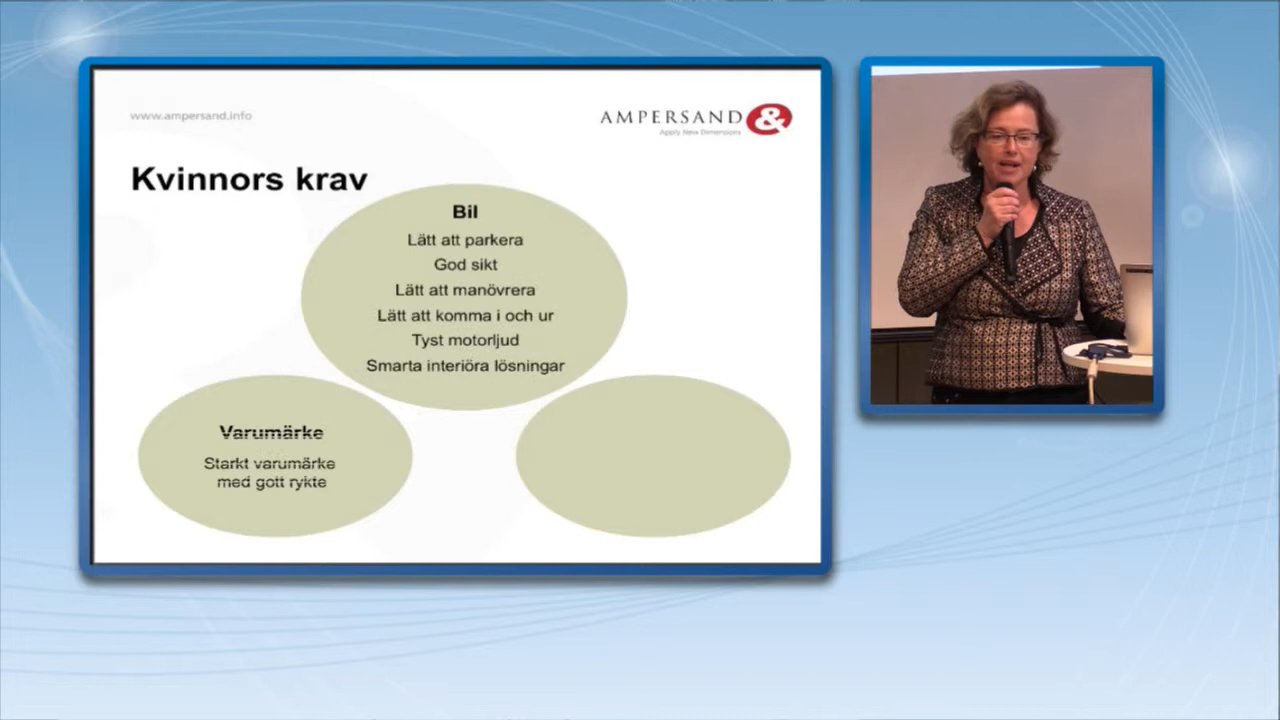 www.ampersand.info
AMPERSAND &
Apply New Dimensions
Kvinnors krav
Bil
Lätt att parkera
God sikt
Lätt att manövrera
Lätt att komma i och ur
Tyst motorljud
Smarta interiöra lösningar
Varumärke
Starkt varumärke
med gott rykte